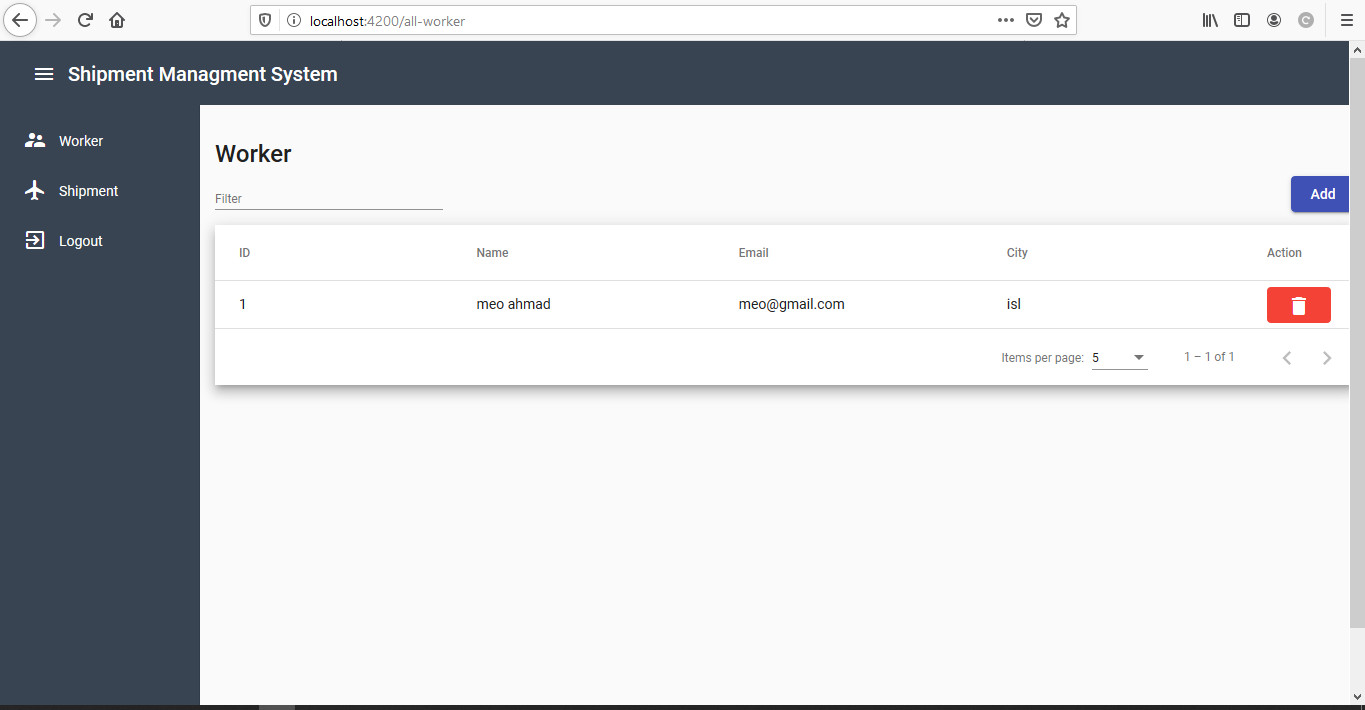 localhost:4200/all-worker
Shipment Managment System
Worker
Shipment
Logout
Worker
Filter
Add
ID Name Email City Action
1 meo ahmad meo@gmail.com isl
Items per page: 5 1 – 1 of 1